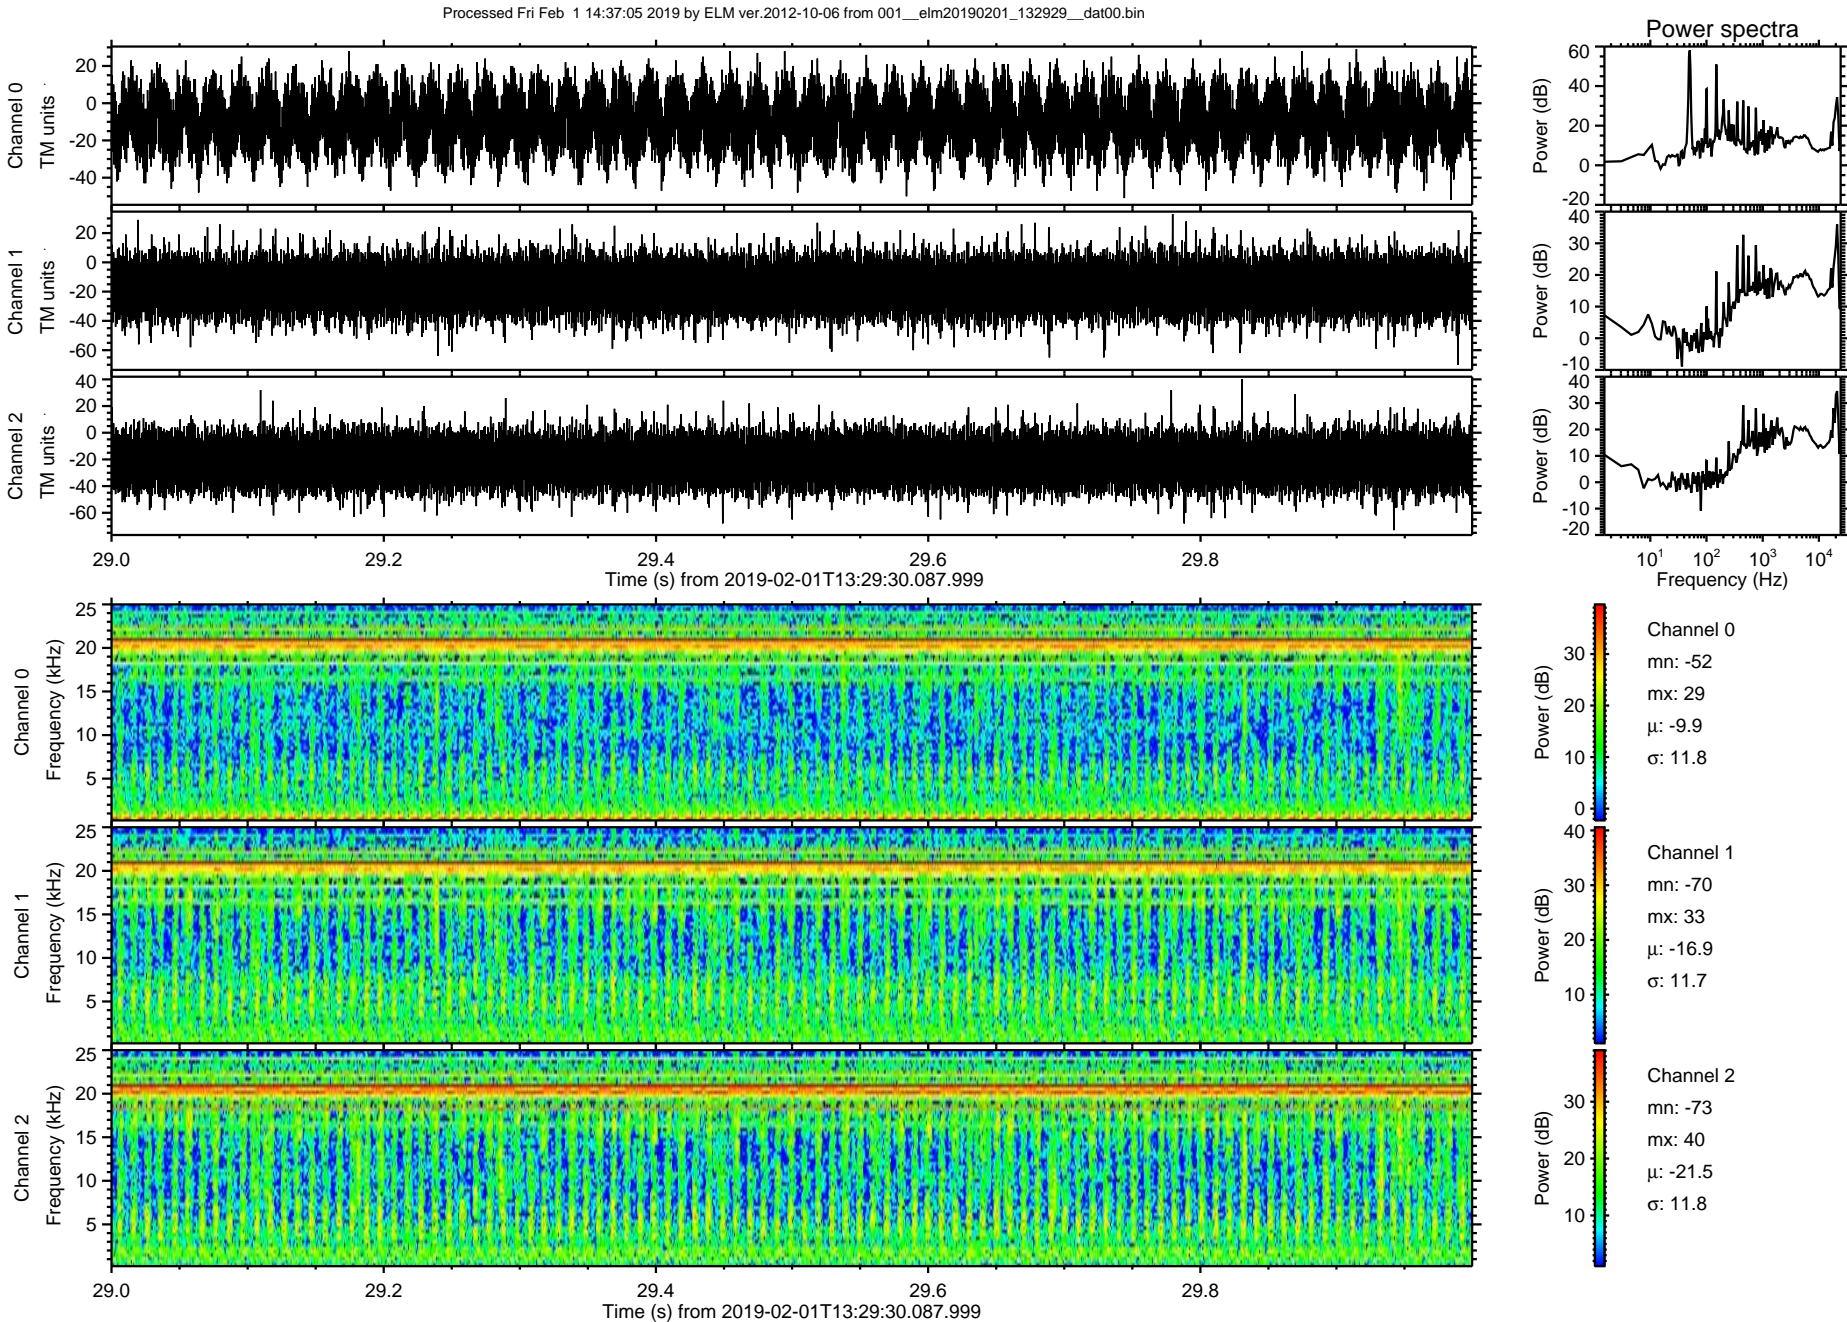 Processed Fri Feb  1 14:37:05 2019 by ELM ver.2012-10-06 from 001__elm20190201_132929__dat00.bin
Power spectra
Channel 0
TM units
20
0
-20
-40
Power (dB)
60
40
20
0
-20
Channel 1
TM units
20
0
-20
-40
-60
Power (dB)
40
30
20
10
0
-10
Channel 2
TM units
40
20
0
-20
-40
-60
Power (dB)
40
30
20
10
0
-10
-20
29.0 29.2 29.4 29.6 29.8
Time (s) from 2019-02-01T13:29:30.087.999
10^1 10^2 10^3 10^4
Frequency (Hz)
Channel 0
Frequency (kHz)
25
20
15
10
5
Power (dB)
30
20
10
0
Channel 0
mn: -52
mx: 29
μ: -9.9
σ: 11.8
Channel 1
Frequency (kHz)
25
20
15
10
5
Power (dB)
40
30
20
10
Channel 1
mn: -70
mx: 33
μ: -16.9
σ: 11.7
Channel 2
Frequency (kHz)
25
20
15
10
5
Power (dB)
30
20
10
Channel 2
mn: -73
mx: 40
μ: -21.5
σ: 11.8
29.0 29.2 29.4 29.6 29.8
Time (s) from 2019-02-01T13:29:30.087.999